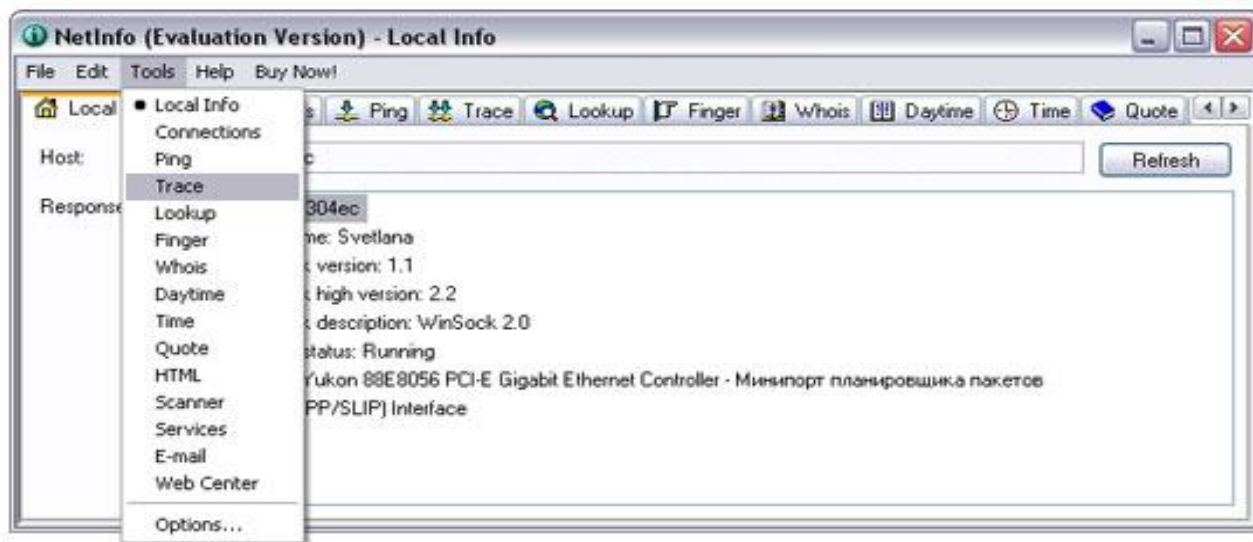 NetInfo (Evaluation Version) - Local Info
File Edit Tools Help Buy Now!
Local Ping Trace Lookup Finger Whois Daytime Time Quote
Local Info
Connections
Ping
Trace
Lookup
Finger
Whois
Daytime
Time
Quote
HTML
Scanner
Services
E-mail
Web Center
Options...
Host: Refresh
Response
304ec
me: Svetlana
version: 1.1
high version: 2.2
description: WinSock 2.0
status: Running
Yukon 88E8056 PCI-E Gigabit Ethernet Controller - Минипорт планировщика пакетов
PP/SLIP) Interface